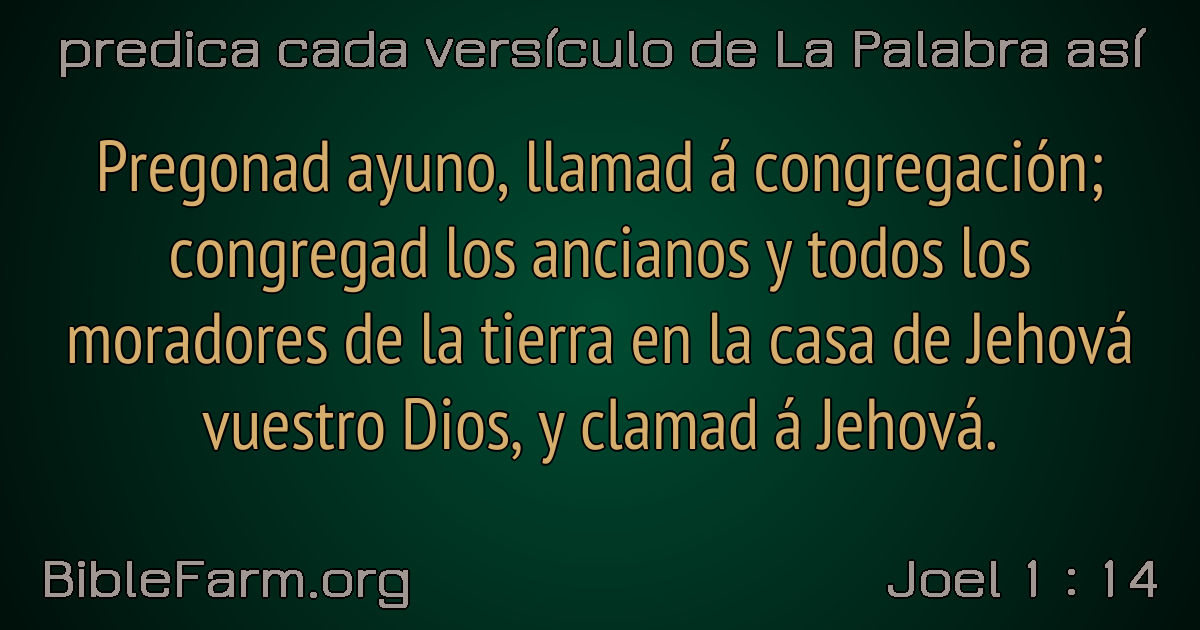 predica cada versículo de La Palabra así
Pregonad ayuno, llamad á congregación;
congregad los ancianos y todos los
moradores de la tierra en la casa de Jehová
vuestro Dios, y clamad á Jehová.
BibleFarm.org
Joel 1 : 14